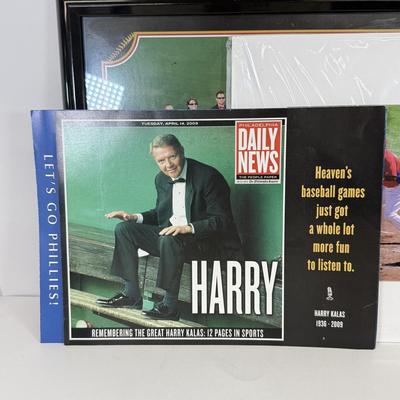 LET'S GO PHILLIES!
TUESDAY, APRIL 14, 2009
PHILADELPHIA
DAILY
NEWS
THE PEOPLE PAPER
HARRY
REMEMBERING THE GREAT HARRY KALAS: 12 PAGES IN SPORTS
Heaven's
baseball games
just got
a whole lot
more fun
to listen to.
HARRY KALAS
1936 - 2009